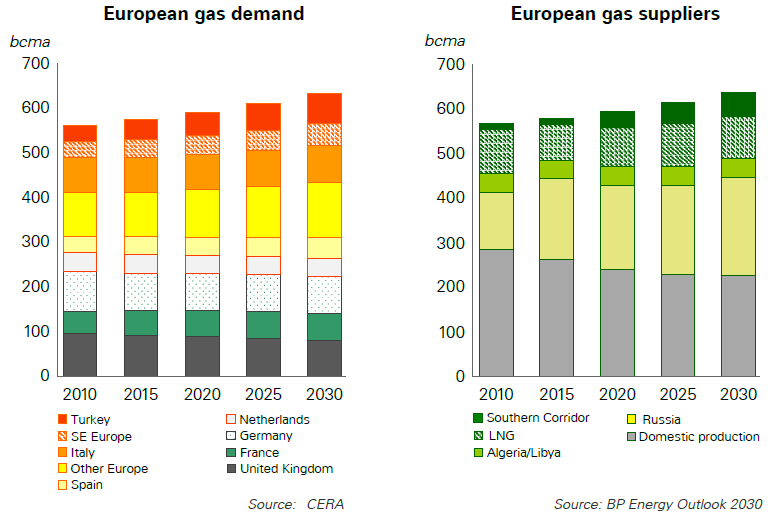 European gas demand
bcma
700
600
500
400
300
200
100
0
2010 2015 2020 2025 2030
Turkey
SE Europe
Italy
Other Europe
Spain
Netherlands
Germany
France
United Kingdom
Source: CERA
European gas suppliers
bcma
700
600
500
400
300
200
100
0
2010 2015 2020 2025 2030
Southern Corridor
LNG
Algeria/Libya
Russia
Domestic production
Source: BP Energy Outlook 2030